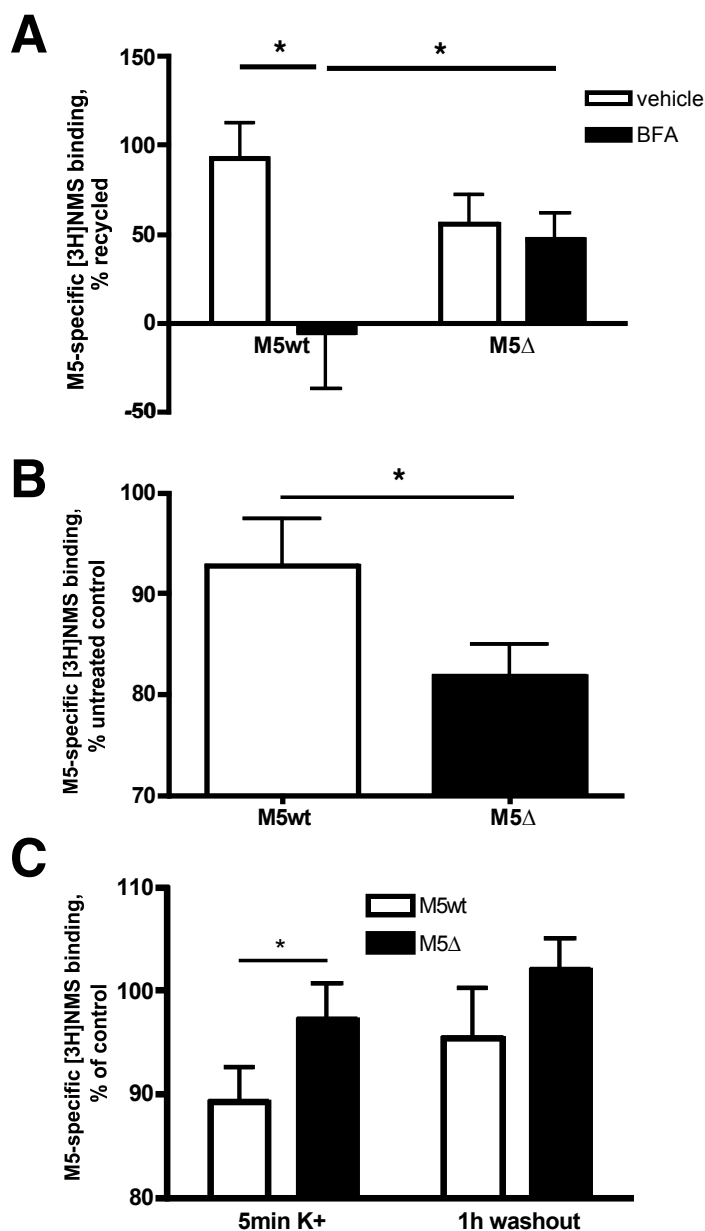 A
M5-specific [3H]NMS binding,
% recycled
150
100
50
0
-50
*
*
vehicle
BFA
M5wt
M5Δ
B
M5-specific [3H]NMS binding,
% untreated control
100
90
80
70
*
M5wt
M5Δ
C
M5-specific [3H]NMS binding,
% of control
110
100
90
80
*
M5wt
M5Δ
5min K+
1h washout